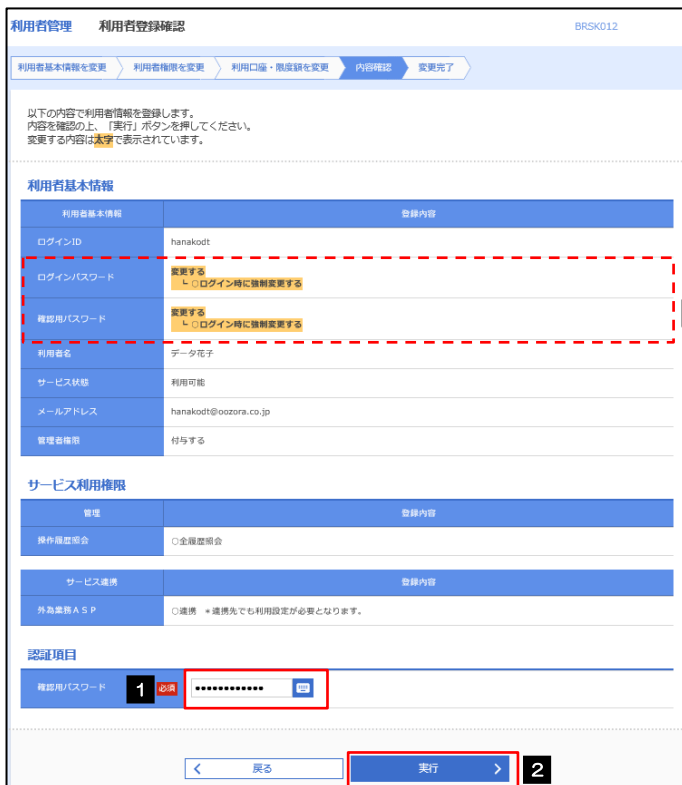 利用者管理 利用者登録確認 BRSK012
利用者基本情報を変更 利用者権限を変更 利用口座・限度額を変更 内容確認 変更完了
以下の内容で利用者情報を登録します。
内容を確認の上、「実行」ボタンを押してください。
変更する内容は太字で表示されています。
利用者基本情報
利用者基本情報 登録内容
ログインID hanakodt
ログインパスワード 変更する
└ ○ログイン時に強制変更する
確認用パスワード 変更する
└ ○ログイン時に強制変更する
利用者名 データ花子
サービス状態 利用可能
メールアドレス hanakodt@oozora.co.jp
管理者権限 付与する
サービス利用権限
管理 登録内容
操作履歴照会 ○全履歴照会
サービス連携 登録内容
外為業務ASP ○連携 *連携先でも利用設定が必要となります。
認証項目
確認用パスワード 1 必須 ••••••••••••
戻る 実行 2